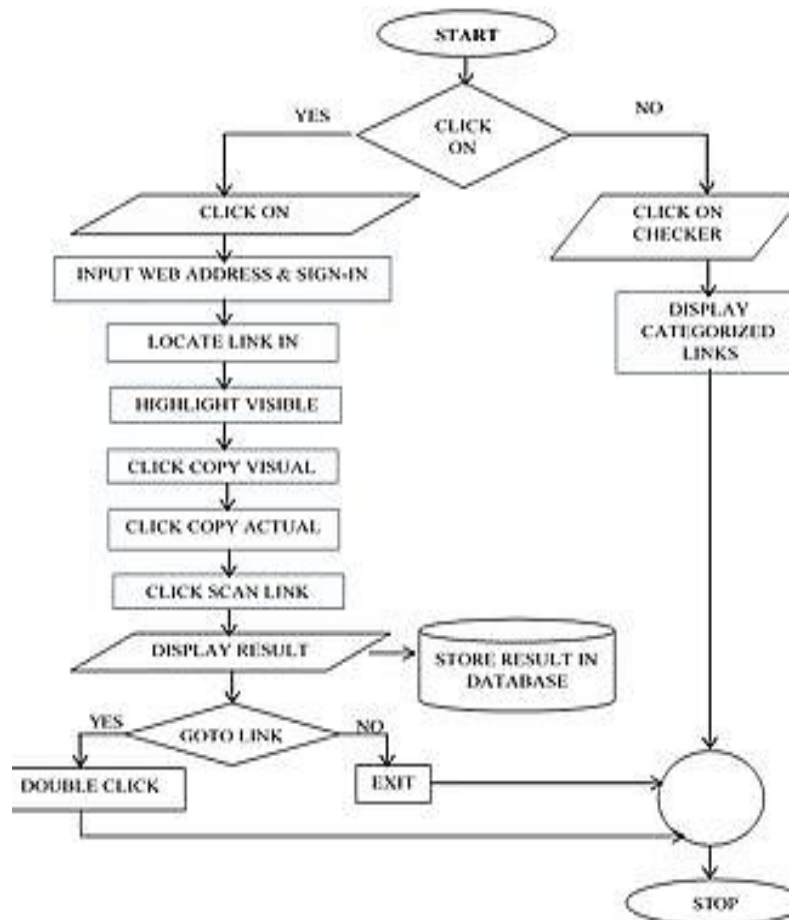 START
YES
NO
CLICK
ON
CLICK ON
CLICK ON
CHECKER
INPUT WEB ADDRESS & SIGN-IN
DISPLAY
CATEGORIZED
LINKS
LOCATE LINK IN
HIGHLIGHT VISIBLE
CLICK COPY VISUAL
CLICK COPY ACTUAL
CLICK SCAN LINK
DISPLAY RESULT
STORE RESULT IN
DATABASE
YES
GOTO LINK
NO
DOUBLE CLICK
EXIT
STOP